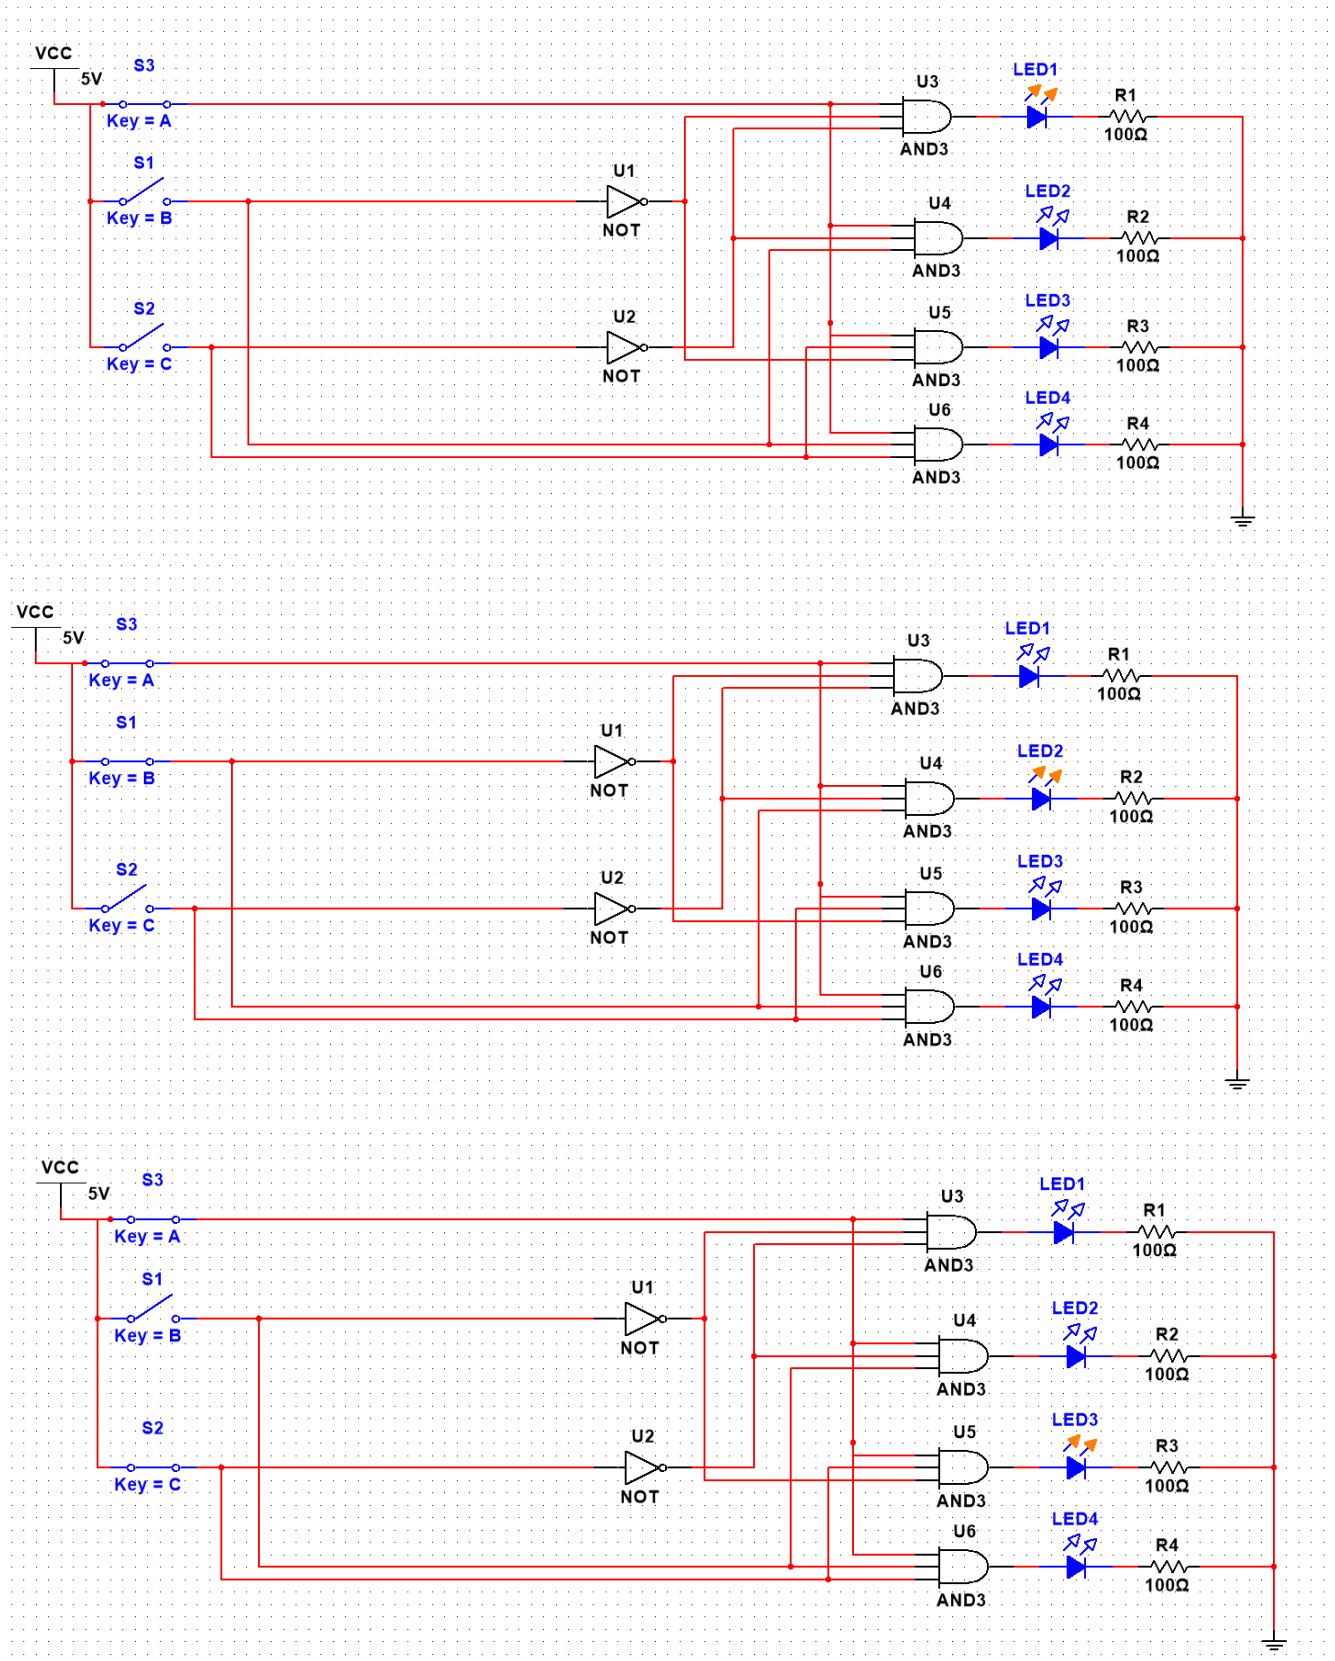 VCC
5V
S3
Key = A
S1
Key = B
S2
Key = C
U1
NOT
U2
NOT
U3
AND3
U4
AND3
U5
AND3
U6
AND3
LED1
R1
100Ω
LED2
R2
100Ω
LED3
R3
100Ω
LED4
R4
100Ω
VCC
5V
S3
Key = A
S1
Key = B
S2
Key = C
U1
NOT
U2
NOT
U3
AND3
U4
AND3
U5
AND3
U6
AND3
LED1
R1
100Ω
LED2
R2
100Ω
LED3
R3
100Ω
LED4
R4
100Ω
VCC
5V
S3
Key = A
S1
Key = B
S2
Key = C
U1
NOT
U2
NOT
U3
AND3
U4
AND3
U5
AND3
U6
AND3
LED1
R1
100Ω
LED2
R2
100Ω
LED3
R3
100Ω
LED4
R4
100Ω